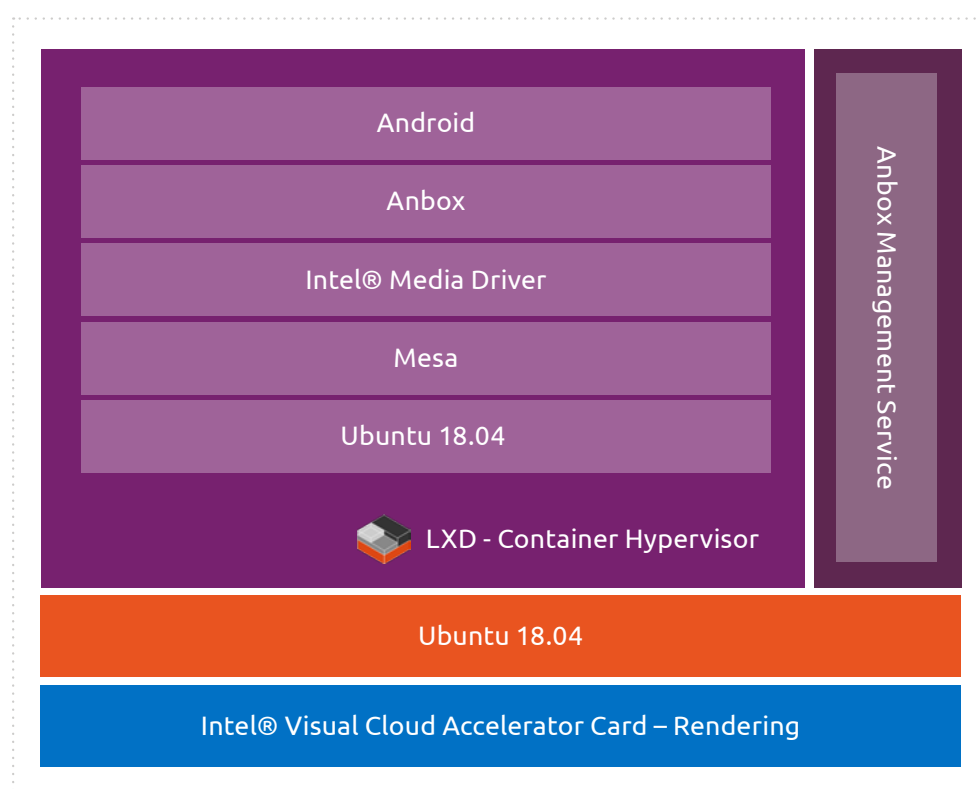 Android
Anbox
Intel® Media Driver
Mesa
Ubuntu 18.04
LXD - Container Hypervisor
Anbox Management Service
Ubuntu 18.04
Intel® Visual Cloud Accelerator Card – Rendering